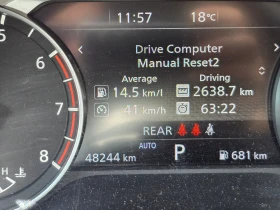 11:57 18°C
Drive Computer
Manual Reset2
Average Driving
14.5 km/l 2638.7 km
41 km/h 63:22
REAR
AUTO
P
48244 km 681 km
6
7
8
H